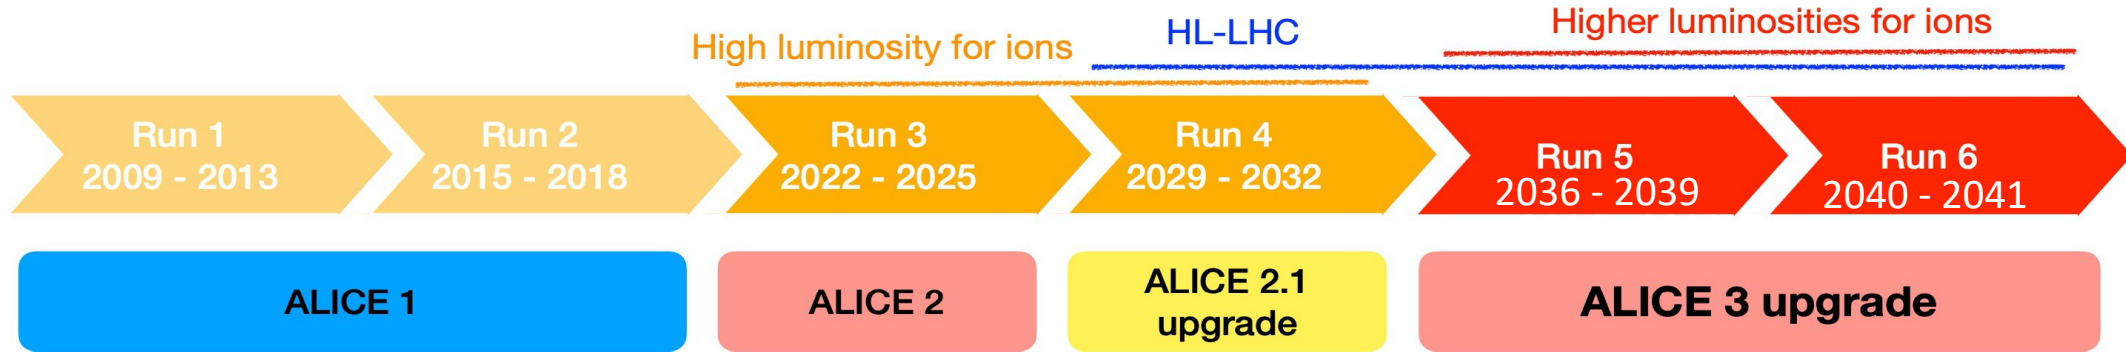 High luminosity for ions
HL-LHC
Higher luminosities for ions
Run 1
2009 - 2013
Run 2
2015 - 2018
Run 3
2022 - 2025
Run 4
2029 - 2032
Run 5
2036 - 2039
Run 6
2040 - 2041
ALICE 1
ALICE 2
ALICE 2.1
upgrade
ALICE 3 upgrade